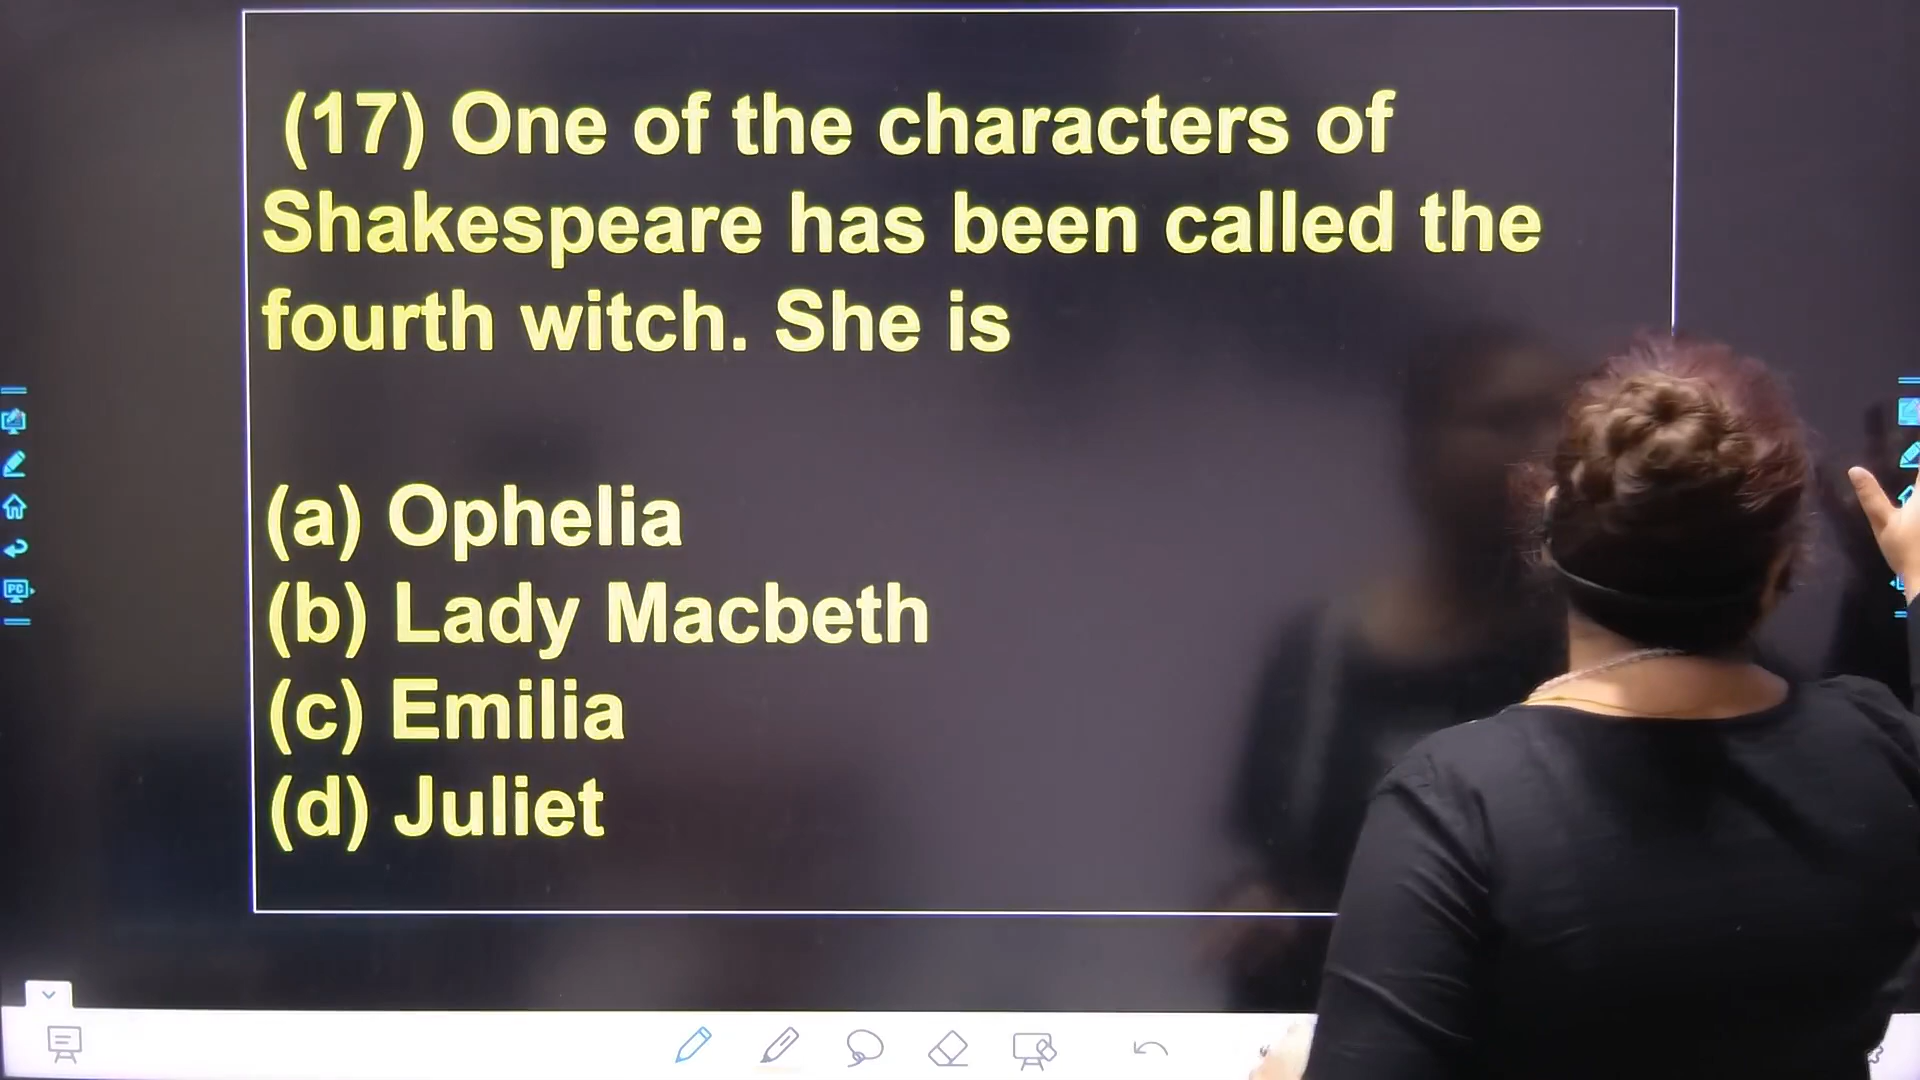 (17) One of the characters of
Shakespeare has been called the
fourth witch. She is
(a) Ophelia
(b) Lady Macbeth
(c) Emilia
(d) Juliet
PC